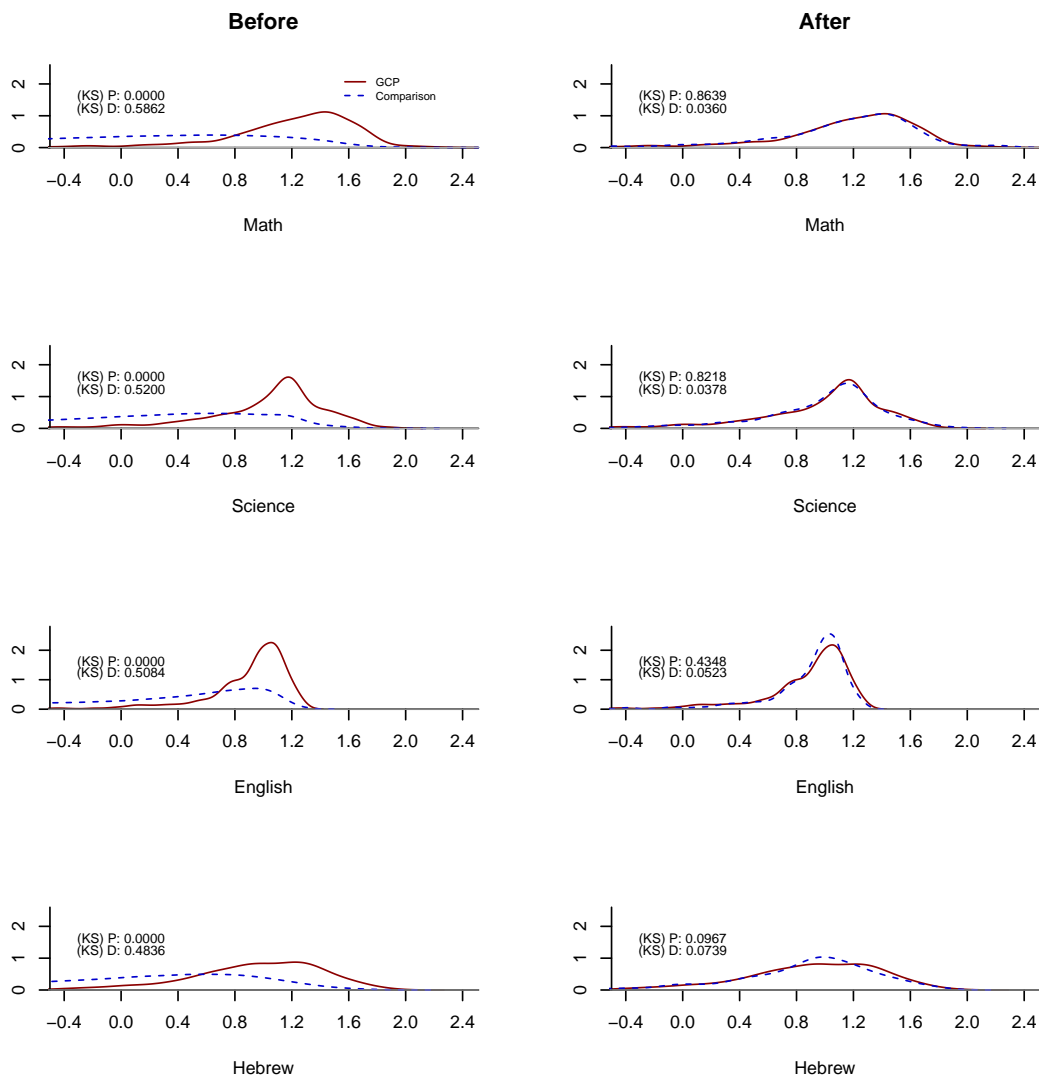 Before
After
(KS) P: 0.0000
(KS) D: 0.5862
GCP
Comparison
2
1
0
−0.4 0.0 0.4 0.8 1.2 1.6 2.0 2.4
Math
(KS) P: 0.8639
(KS) D: 0.0360
2
1
0
−0.4 0.0 0.4 0.8 1.2 1.6 2.0 2.4
Math
(KS) P: 0.0000
(KS) D: 0.5200
2
1
0
−0.4 0.0 0.4 0.8 1.2 1.6 2.0 2.4
Science
(KS) P: 0.8218
(KS) D: 0.0378
2
1
0
−0.4 0.0 0.4 0.8 1.2 1.6 2.0 2.4
Science
(KS) P: 0.0000
(KS) D: 0.5084
2
1
0
−0.4 0.0 0.4 0.8 1.2 1.6 2.0 2.4
English
(KS) P: 0.4348
(KS) D: 0.0523
2
1
0
−0.4 0.0 0.4 0.8 1.2 1.6 2.0 2.4
English
(KS) P: 0.0000
(KS) D: 0.4836
2
1
0
−0.4 0.0 0.4 0.8 1.2 1.6 2.0 2.4
Hebrew
(KS) P: 0.0967
(KS) D: 0.0739
2
1
0
−0.4 0.0 0.4 0.8 1.2 1.6 2.0 2.4
Hebrew